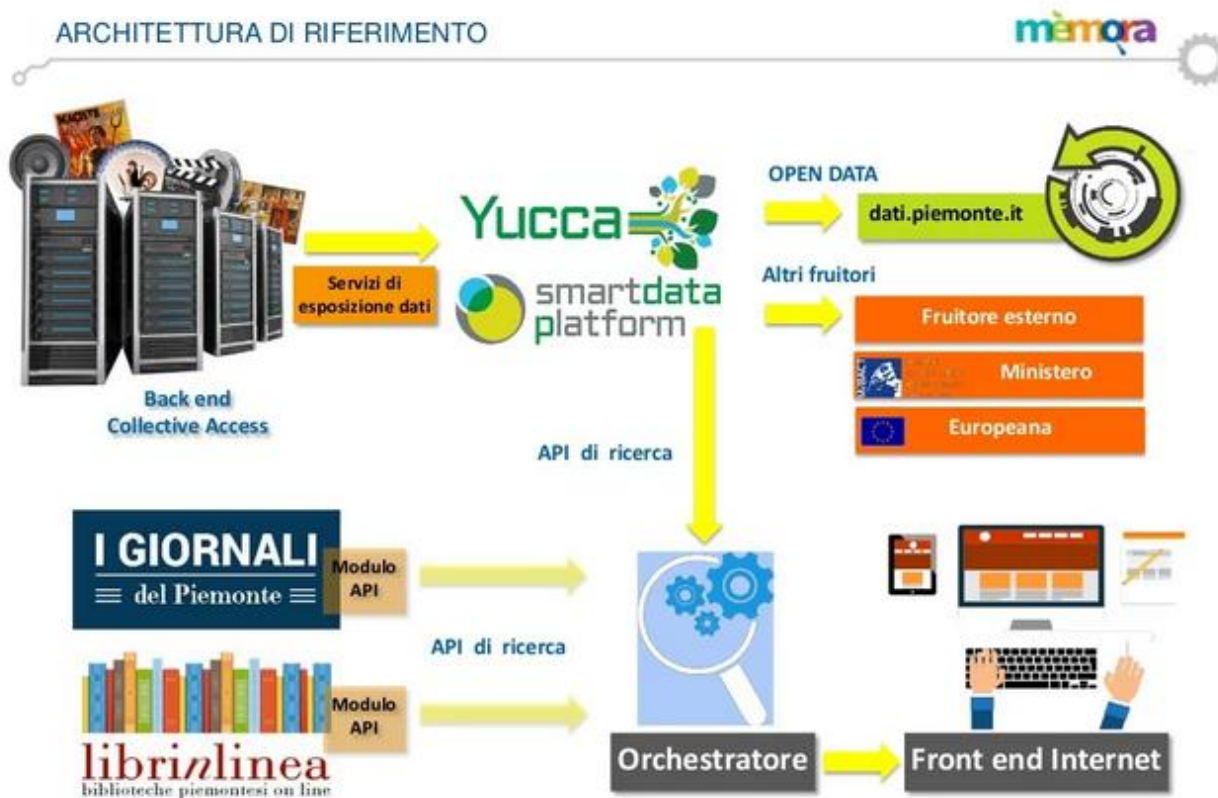 ARCHITETTURA DI RIFERIMENTO
mèmora
MACISTE
Yucca
smartdata
platform
Servizi di
esposizione dati
OPEN DATA
dati.piemonte.it
Altri fruitori
Fruitore esterno
Ministero
Europeana
Back end
Collective Access
API di ricerca
I GIORNALI
del Piemonte
Modulo
API
API di ricerca
Modulo
API
librinlinea
biblioteche piemontesi on line
Orchestratore
Front end Internet